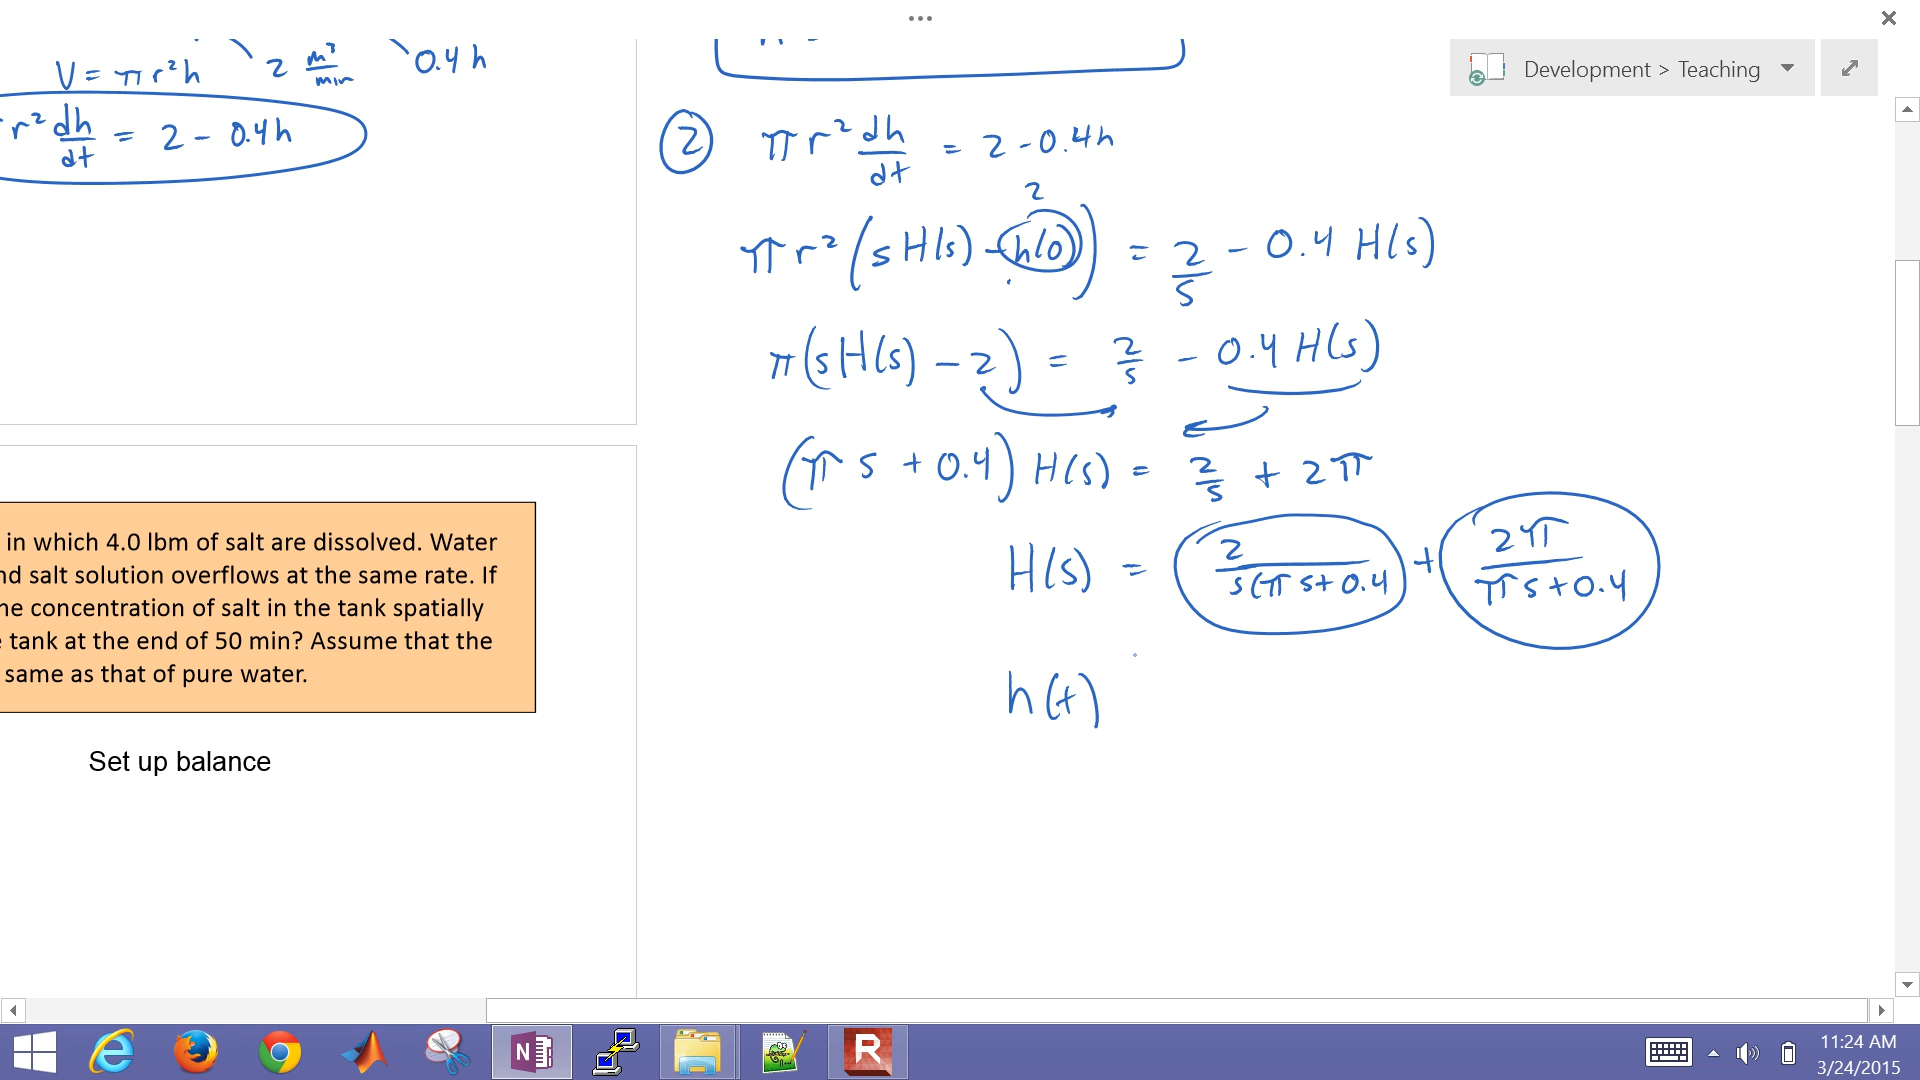 V = πr²h
2 m³/min
0.4h
r² dh/dt = 2 - 0.4h
② πr² dh/dt = 2 - 0.4h
2
πr² (sH(s) - h(0)) = 2/s - 0.4 H(s)
π(sH(s) - 2) = 2/s - 0.4 H(s)
(πs + 0.4) H(s) = 2/s + 2π
H(s) = 2/s(πs+0.4 + 2π/πs+0.4
h(t)
in which 4.0 lbm of salt are dissolved. Water
nd salt solution overflows at the same rate. If
he concentration of salt in the tank spatially
e tank at the end of 50 min? Assume that the
same as that of pure water.
Set up balance
Development > Teaching
N
R
11:24 AM
3/24/2015